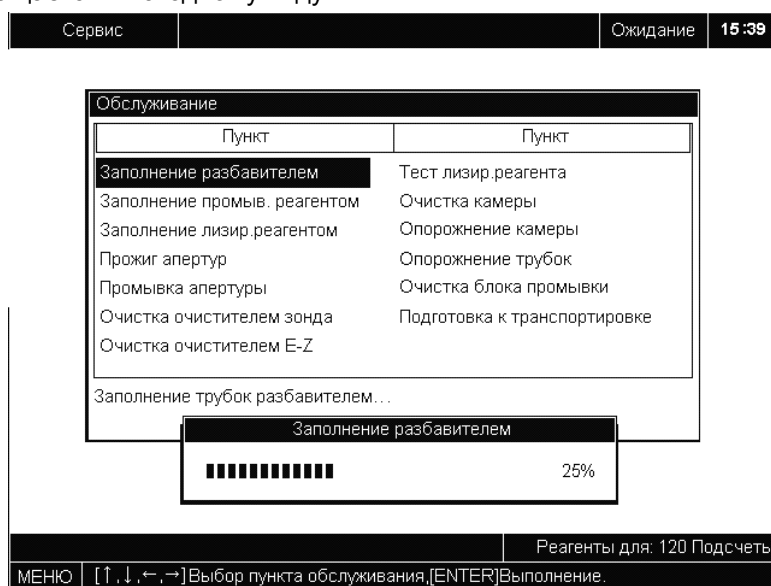 Сервис Ожидание 15:39
Обслуживание
Пункт Пункт
Заполнение разбавителем Тест лизир.реагента
Заполнение промыв. реагентом Очистка камеры
Заполнение лизир.реагентом Опорожнение камеры
Прожиг апертур Опорожнение трубок
Промывка апертуры Очистка блока промывки
Очистка очистителем зонда Подготовка к транспортировке
Очистка очистителем E-Z
Заполнение трубок разбавителем...
Заполнение разбавителем
25%
Реагенты для: 120 Подсчеть
МЕНЮ [↑,↓,←,→]Выбор пункта обслуживания,[ENTER]Выполнение.